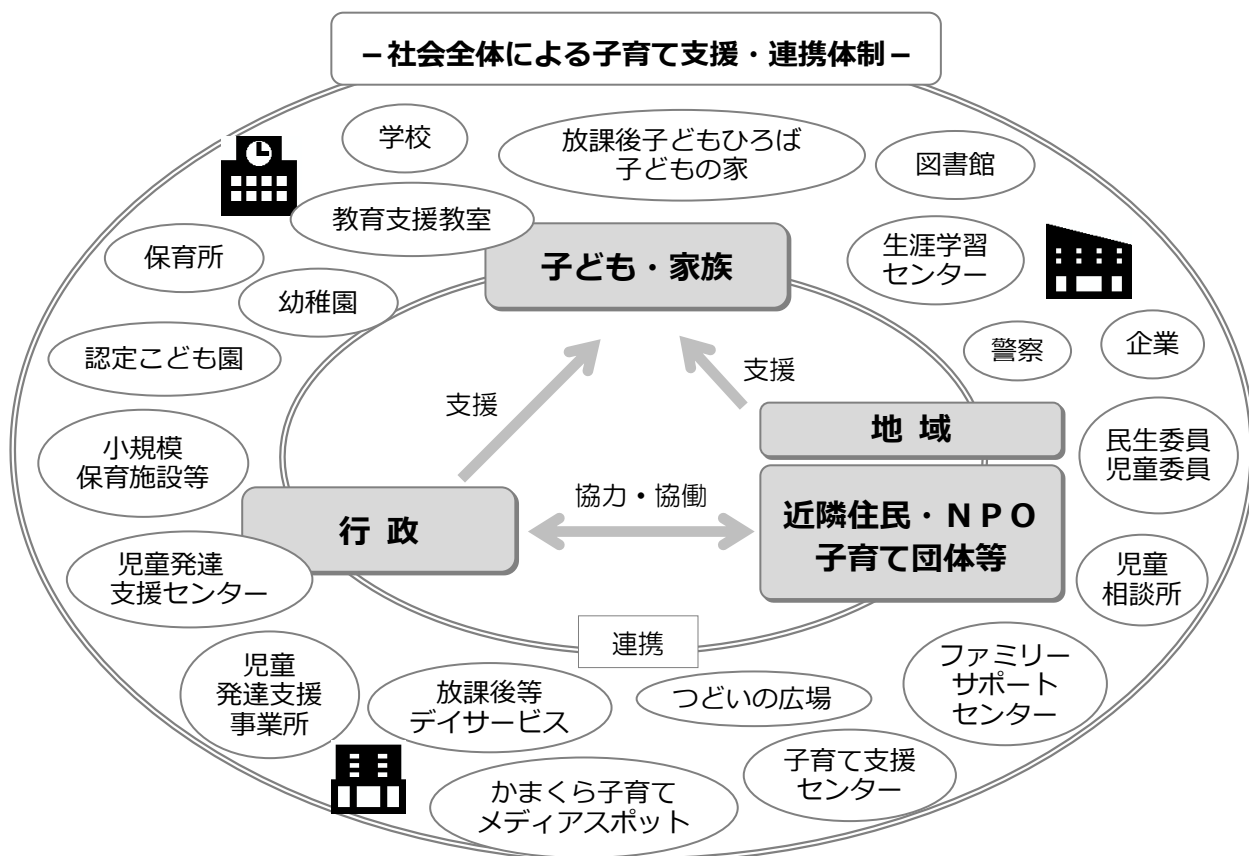 －社会全体による子育て支援・連携体制－
学校
放課後子どもひろば
子どもの家
図書館
教育支援教室
保育所
子ども・家族
生涯学習
センター
幼稚園
認定こども園
警察
企業
支援
支援
地 域
小規模
保育施設等
民生委員
児童委員
協力・協働
行 政
近隣住民・ＮＰＯ
子育て団体等
児童発達
支援センター
児童
相談所
連携
児童
発達支援
事業所
放課後等
デイサービス
つどいの広場
ファミリー
サポート
センター
子育て支援
センター
かまくら子育て
メディアスポット